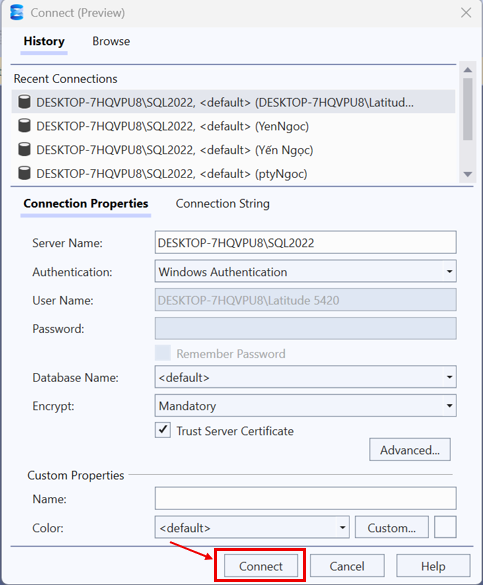 Connect (Preview)
History Browse
Recent Connections
DESKTOP-7HQVPU8\SQL2022, <default> (DESKTOP-7HQVPU8\Latitud...
DESKTOP-7HQVPU8\SQL2022, <default> (YenNgoc)
DESKTOP-7HQVPU8\SQL2022, <default> (Yến Ngọc)
DESKTOP-7HQVPU8\SQL2022, <default> (ptyNgoc)
Connection Properties Connection String
Server Name: DESKTOP-7HQVPU8\SQL2022
Authentication: Windows Authentication
User Name: DESKTOP-7HQVPU8\Latitude 5420
Password:
Remember Password
Database Name: <default>
Encrypt: Mandatory
Trust Server Certificate
Advanced...
Custom Properties
Name:
Color: <default> Custom...
Connect Cancel Help